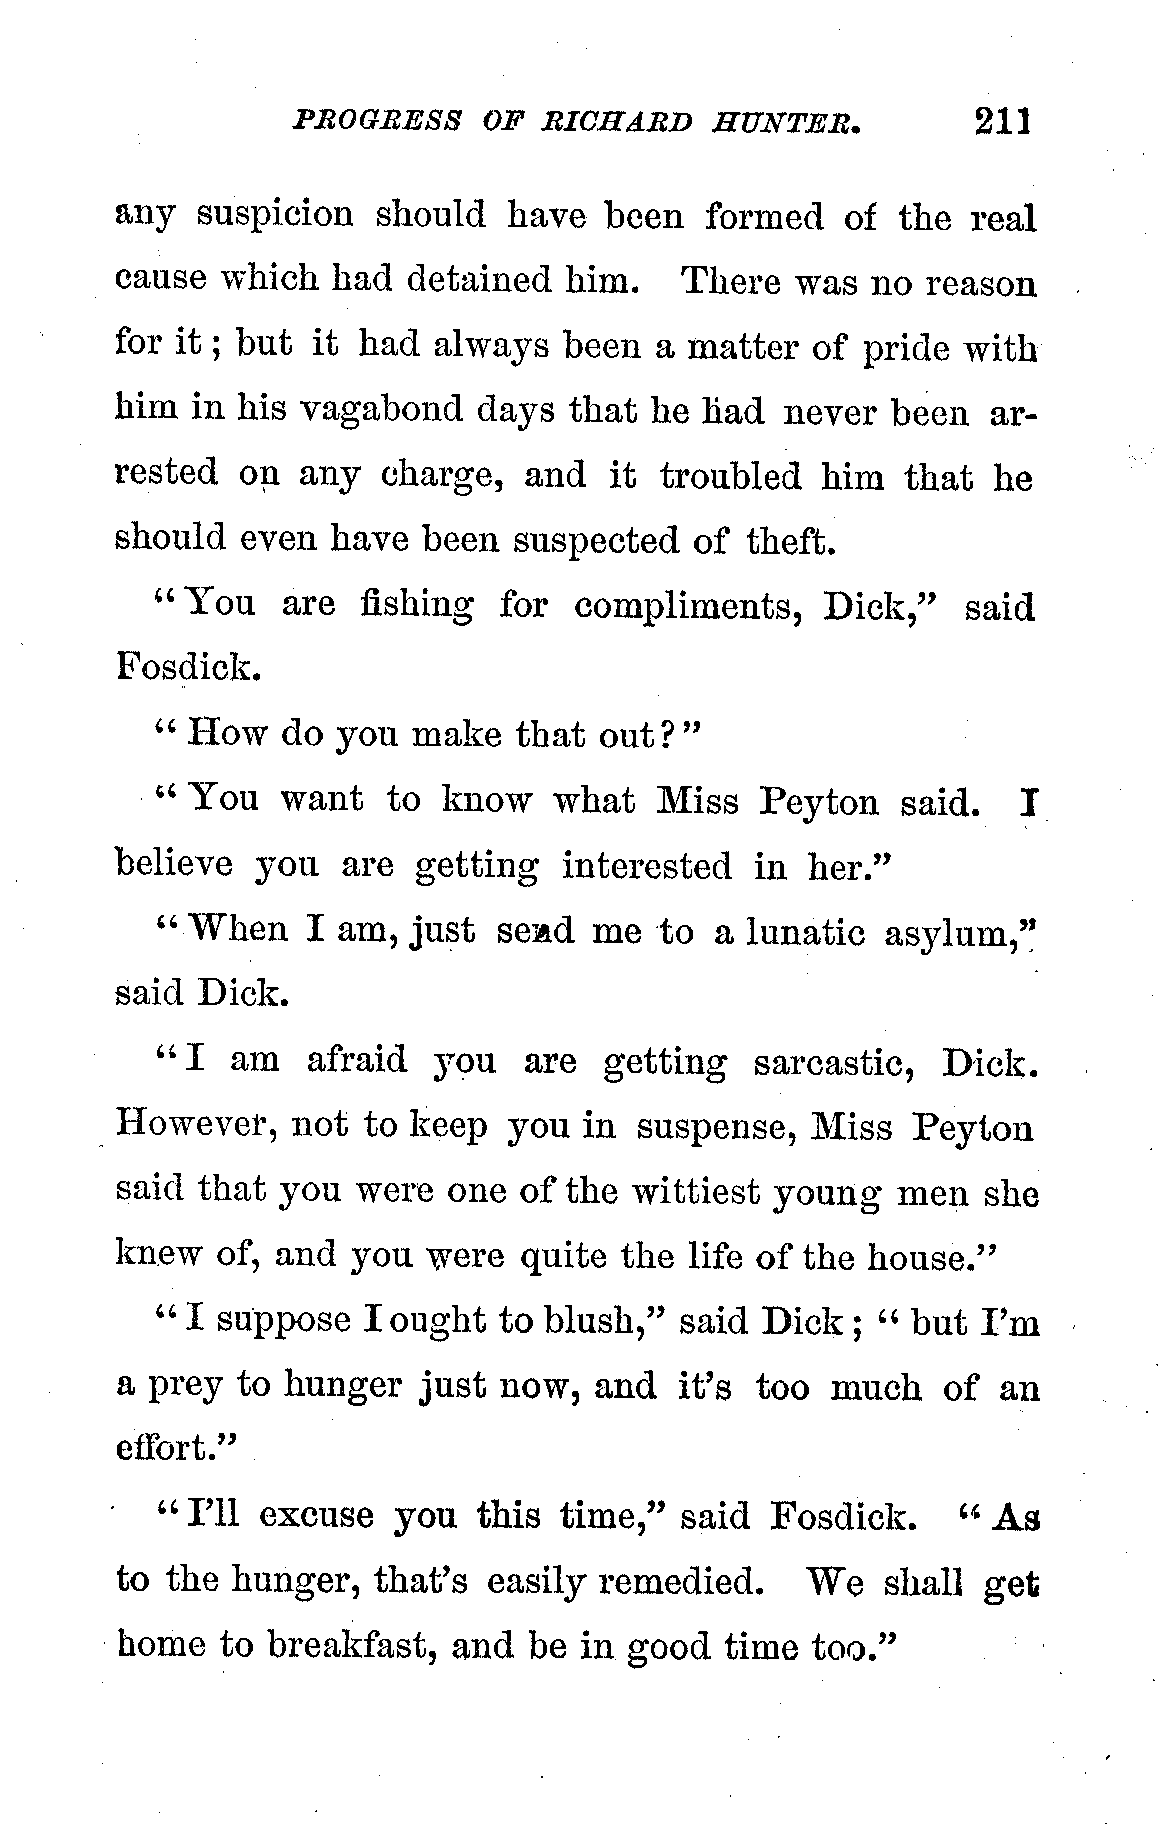 PROGRESS OF RICHARD HUNTER. 211
any suspicion should have been formed of the real
cause which had detained him. There was no reason
for it; but it had always been a matter of pride with
him in his vagabond days that he had never been ar-
rested on any charge, and it troubled him that he
should even have been suspected of theft.
"You are fishing for compliments, Dick," said
Fosdick.
"How do you make that out?"
"You want to know what Miss Peyton said. I
believe you are getting interested in her."
"When I am, just send me to a lunatic asylum,"
said Dick.
"I am afraid you are getting sarcastic, Dick.
However, not to keep you in suspense, Miss Peyton
said that you were one of the wittiest young men she
knew of, and you were quite the life of the house."
"I suppose I ought to blush," said Dick; "but I'm
a prey to hunger just now, and it's too much of an
effort."
"I'll excuse you this time," said Fosdick. "As
to the hunger, that's easily remedied. We shall get
home to breakfast, and be in good time too."